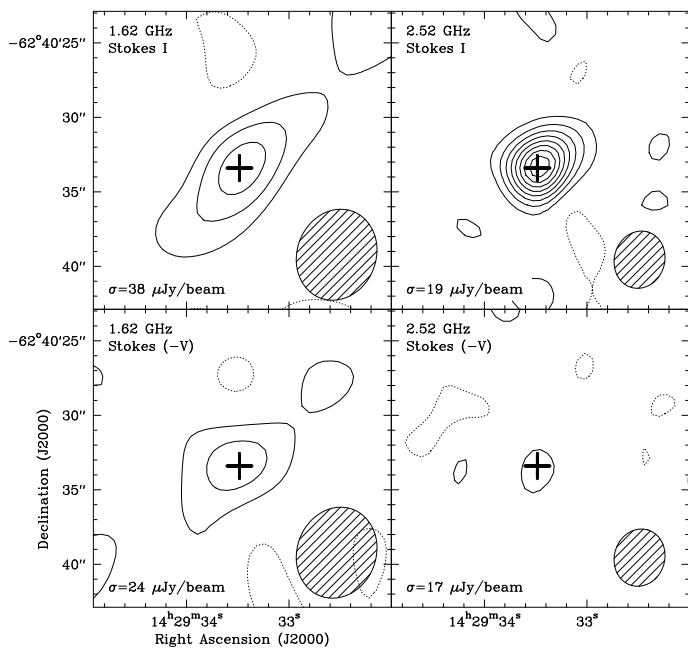 1.62 GHz
Stokes I
2.52 GHz
Stokes I
−62°40′25″
30″
35″
40″
σ=38 μJy/beam
σ=19 μJy/beam
1.62 GHz
Stokes (−V)
2.52 GHz
Stokes (−V)
−62°40′25″
30″
35″
40″
Declination (J2000)
σ=24 μJy/beam
σ=17 μJy/beam
14ʰ29ᵐ34ˢ
33ˢ
14ʰ29ᵐ34ˢ
33ˢ
Right Ascension (J2000)